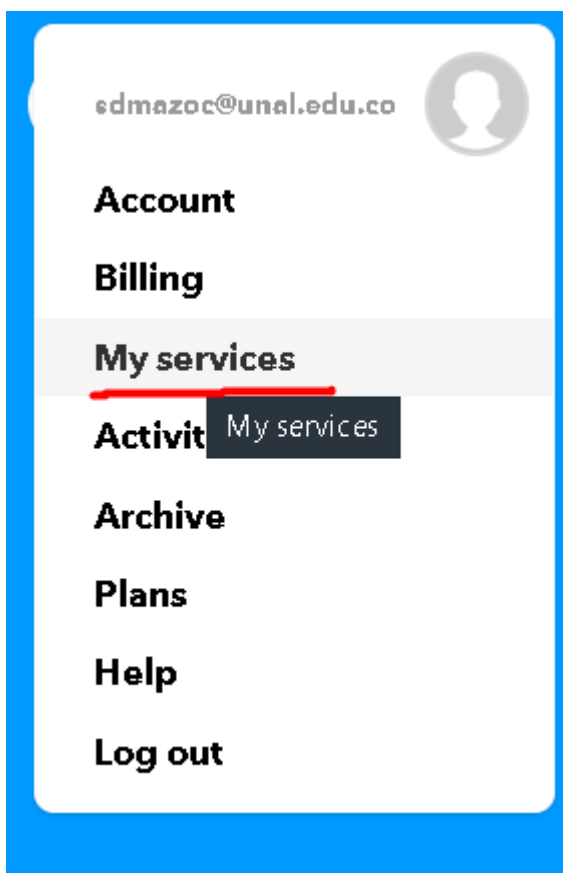 sdmazoc@unal.edu.co
Account
Billing
My services
Activit
My services
Archive
Plans
Help
Log out